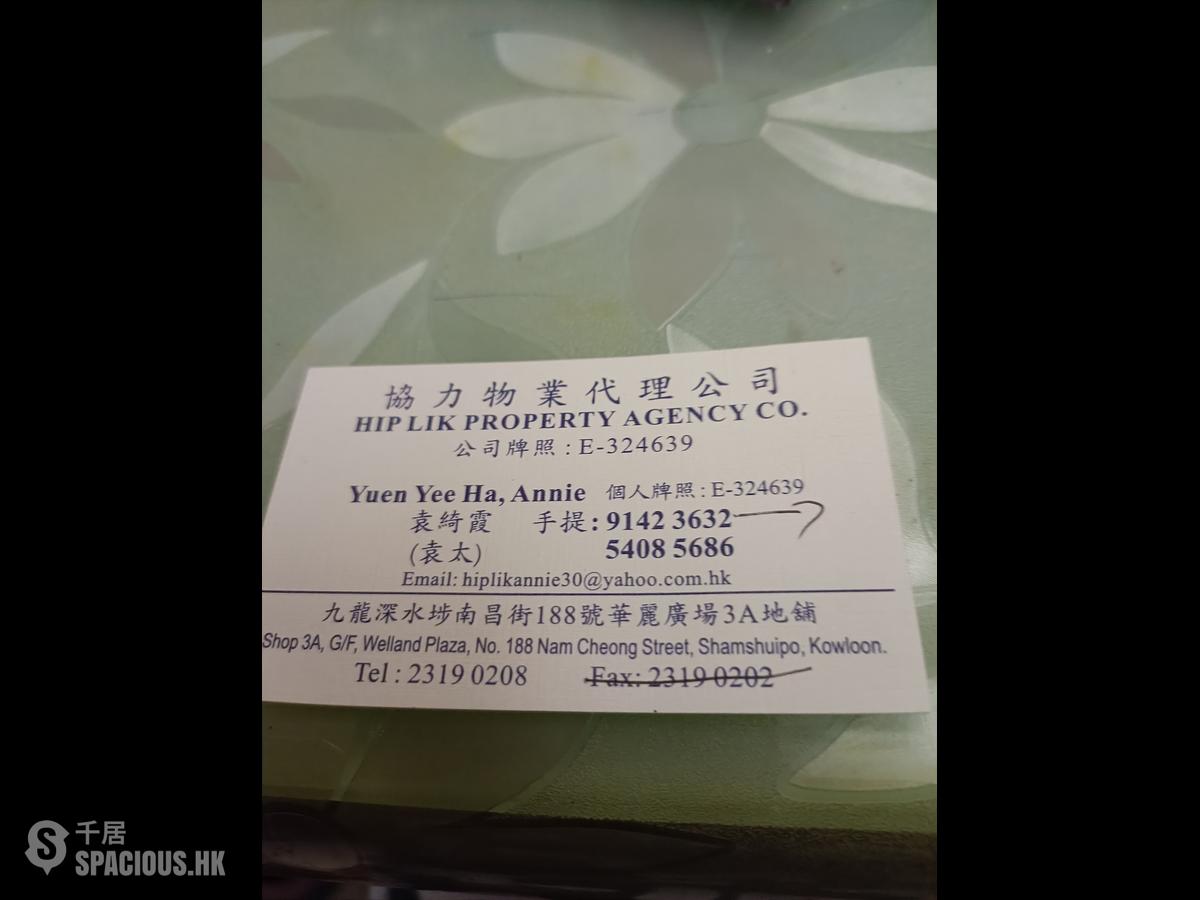 協力物業代理公司
HIP LIK PROPERTY AGENCY CO.
公司牌照 : E-324639
Yuen Yee Ha, Annie 個人牌照 : E-324639
袁綺霞 手提: 9142 3632
(袁太) 5408 5686
Email: hiplikannie30@yahoo.com.hk
九龍深水埗南昌街188號華麗廣場3A地舖
Shop 3A, G/F, Welland Plaza, No. 188 Nam Cheong Street, Shamshuipo, Kowloon.
Tel : 2319 0208 Fax: 2319 0202
千居
SPACIOUS.HK